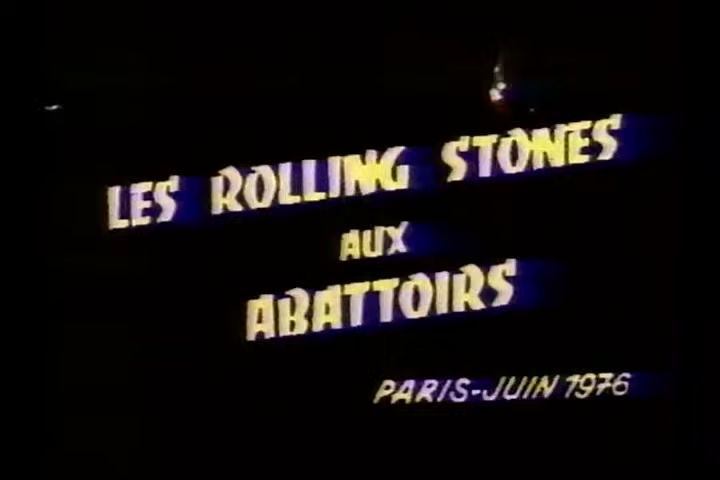 LES ROLLING STONES
AUX
ABATTOIRS
PARIS-JUIN 1976